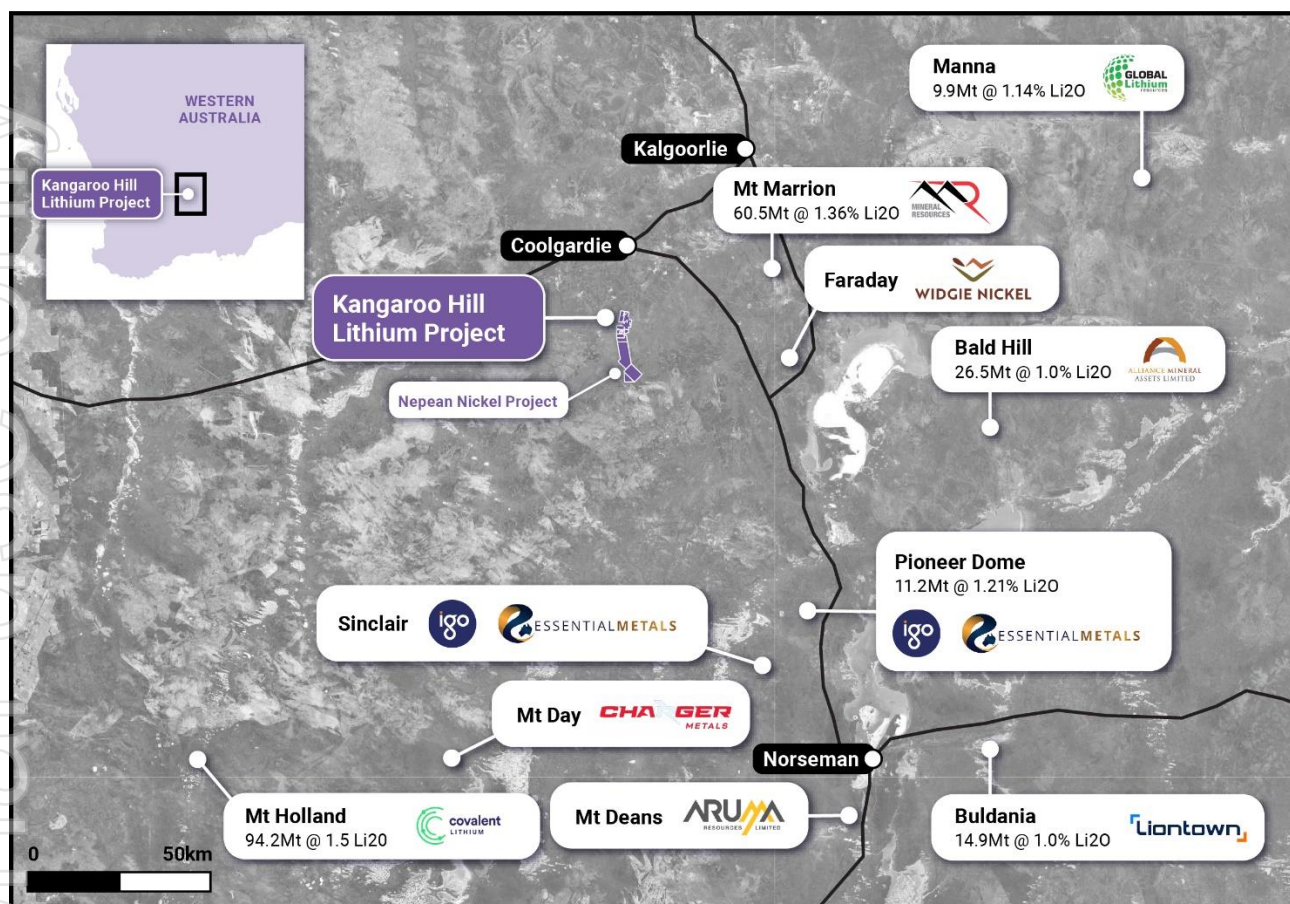 WESTERN
AUSTRALIA
Kangaroo Hill
Lithium Project
Manna
9.9Mt @ 1.14% Li2O
GLOBAL
Lithium
RESOURCES
Kalgoorlie
Mt Marrion
60.5Mt @ 1.36% Li2O
MINERAL
RESOURCES
Coolgardie
Faraday
WIDGIE NICKEL
Kangaroo Hill
Lithium Project
Bald Hill
26.5Mt @ 1.0% Li2O
ALLIANCE MINERAL
ASSETS LIMITED
Nepean Nickel Project
Pioneer Dome
11.2Mt @ 1.21% Li2O
igo
ESSENTIALMETALS
Sinclair
igo
ESSENTIALMETALS
Mt Day
CHARGER
METALS
Norseman
Mt Holland
94.2Mt @ 1.5 Li20
covalent
LITHIUM
Mt Deans
ARUMA
RESOURCES LIMITED
Buldania
14.9Mt @ 1.0% Li2O
Liontown
0 50km